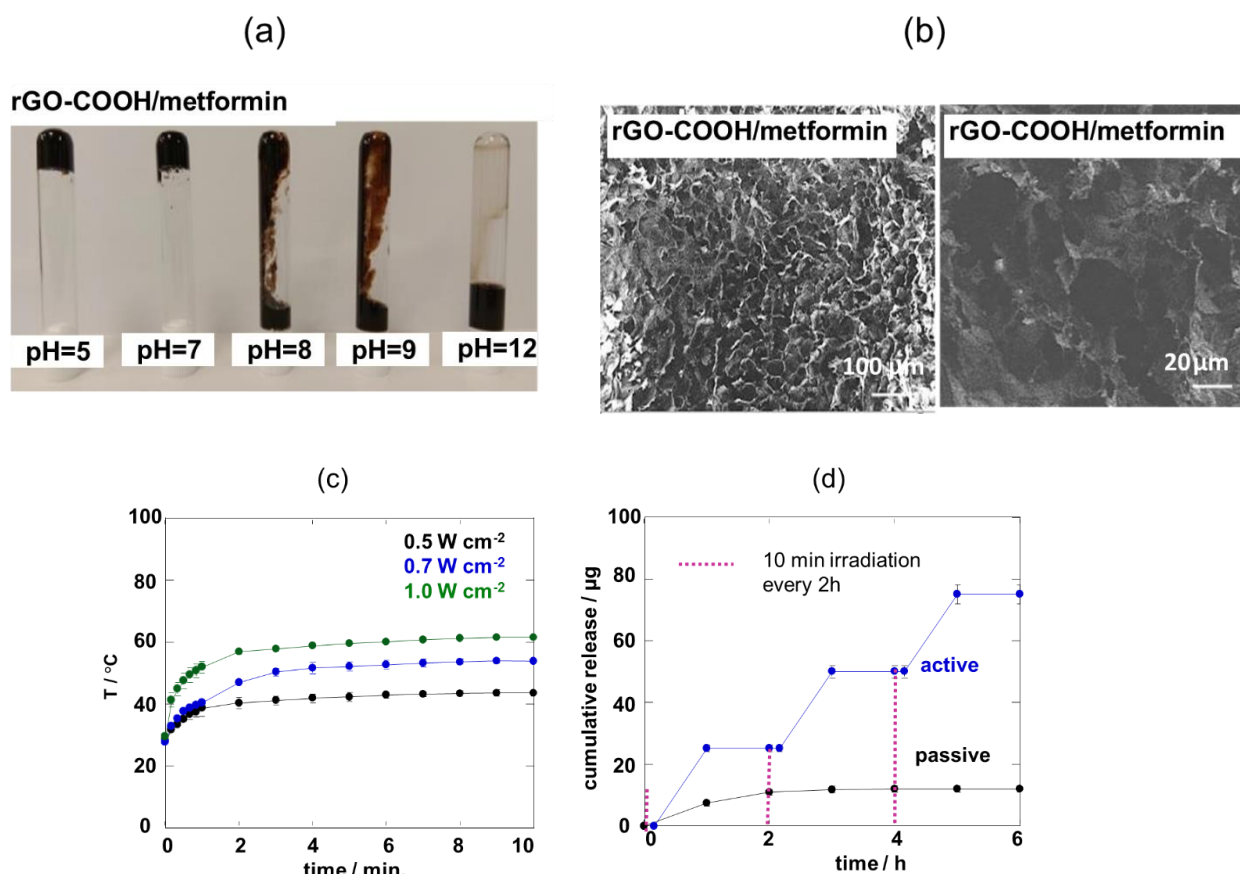 (a)
rGO-COOH/metformin
pH=5
pH=7
pH=8
pH=9
pH=12
(b)
rGO-COOH/metformin
rGO-COOH/metformin
100 µm
20µm
(c)
100
80
60
40
20
0
T / °C
0.5 W cm⁻²
0.7 W cm⁻²
1.0 W cm⁻²
0 2 4 6 8 10
time / min.
(d)
100
80
60
40
20
0
cumulative release / µg
10 min irradiation
every 2h
active
passive
0 2 4 6
time / h